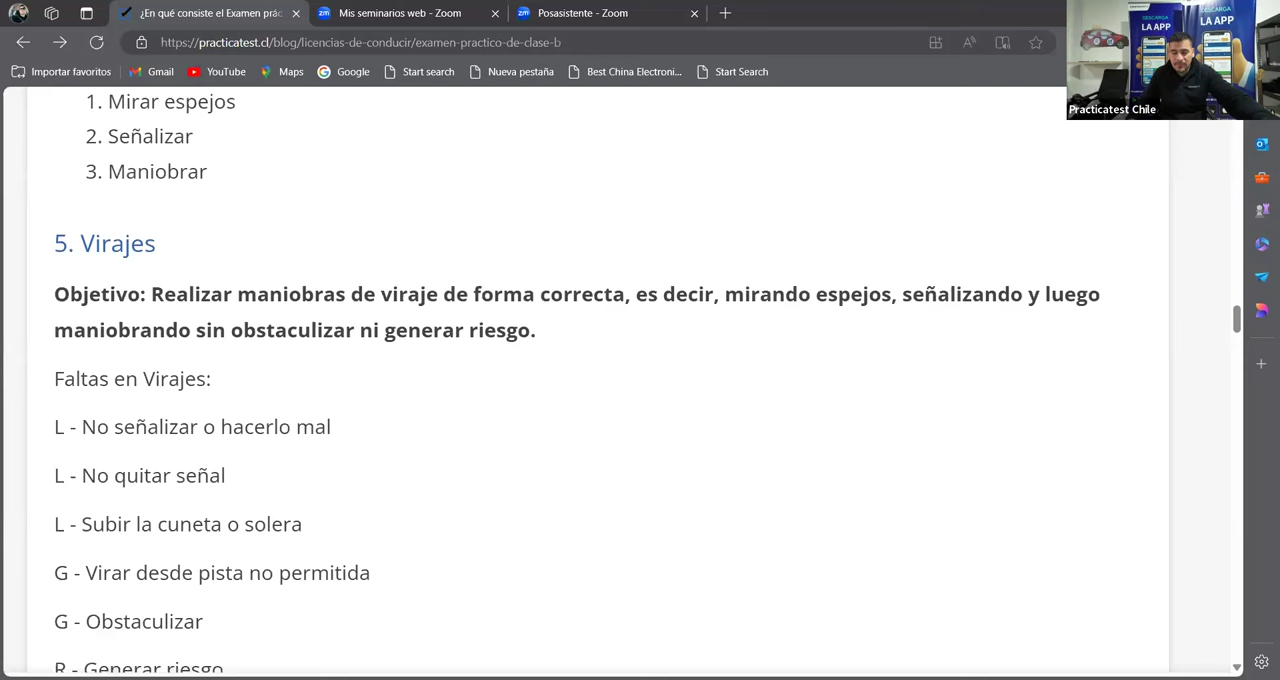 ¿En qué consiste el Examen prác
Mis seminarios web - Zoom
Posasistente - Zoom
https://practicatest.cl/blog/licencias-de-conducir/examen-practico-de-clase-b
Importar favoritos
Gmail
YouTube
Maps
Google
Start search
Nueva pestaña
Best China Electroni...
Start Search
DESCARGA
LA APP
DESCARGA
LA APP
Practicatest Chile
1. Mirar espejos
2. Señalizar
3. Maniobrar
5. Virajes
Objetivo: Realizar maniobras de viraje de forma correcta, es decir, mirando espejos, señalizando y luego
maniobrando sin obstaculizar ni generar riesgo.
Faltas en Virajes:
L - No señalizar o hacerlo mal
L - No quitar señal
L - Subir la cuneta o solera
G - Virar desde pista no permitida
G - Obstaculizar
R - Generar riesgo